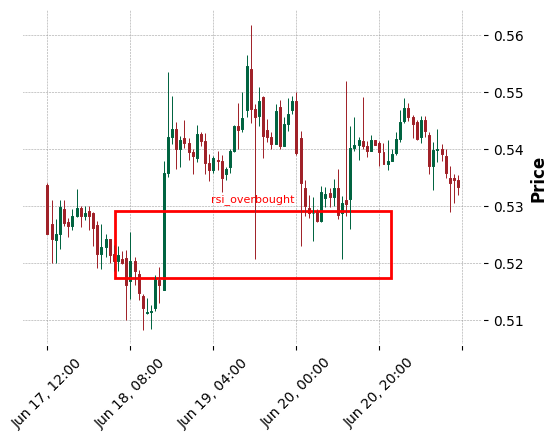 0.56
0.55
0.54
rsi_overbought
0.53
0.52
0.51
Price
Jun 17, 12:00
Jun 18, 08:00
Jun 19, 04:00
Jun 20, 00:00
Jun 20, 20:00